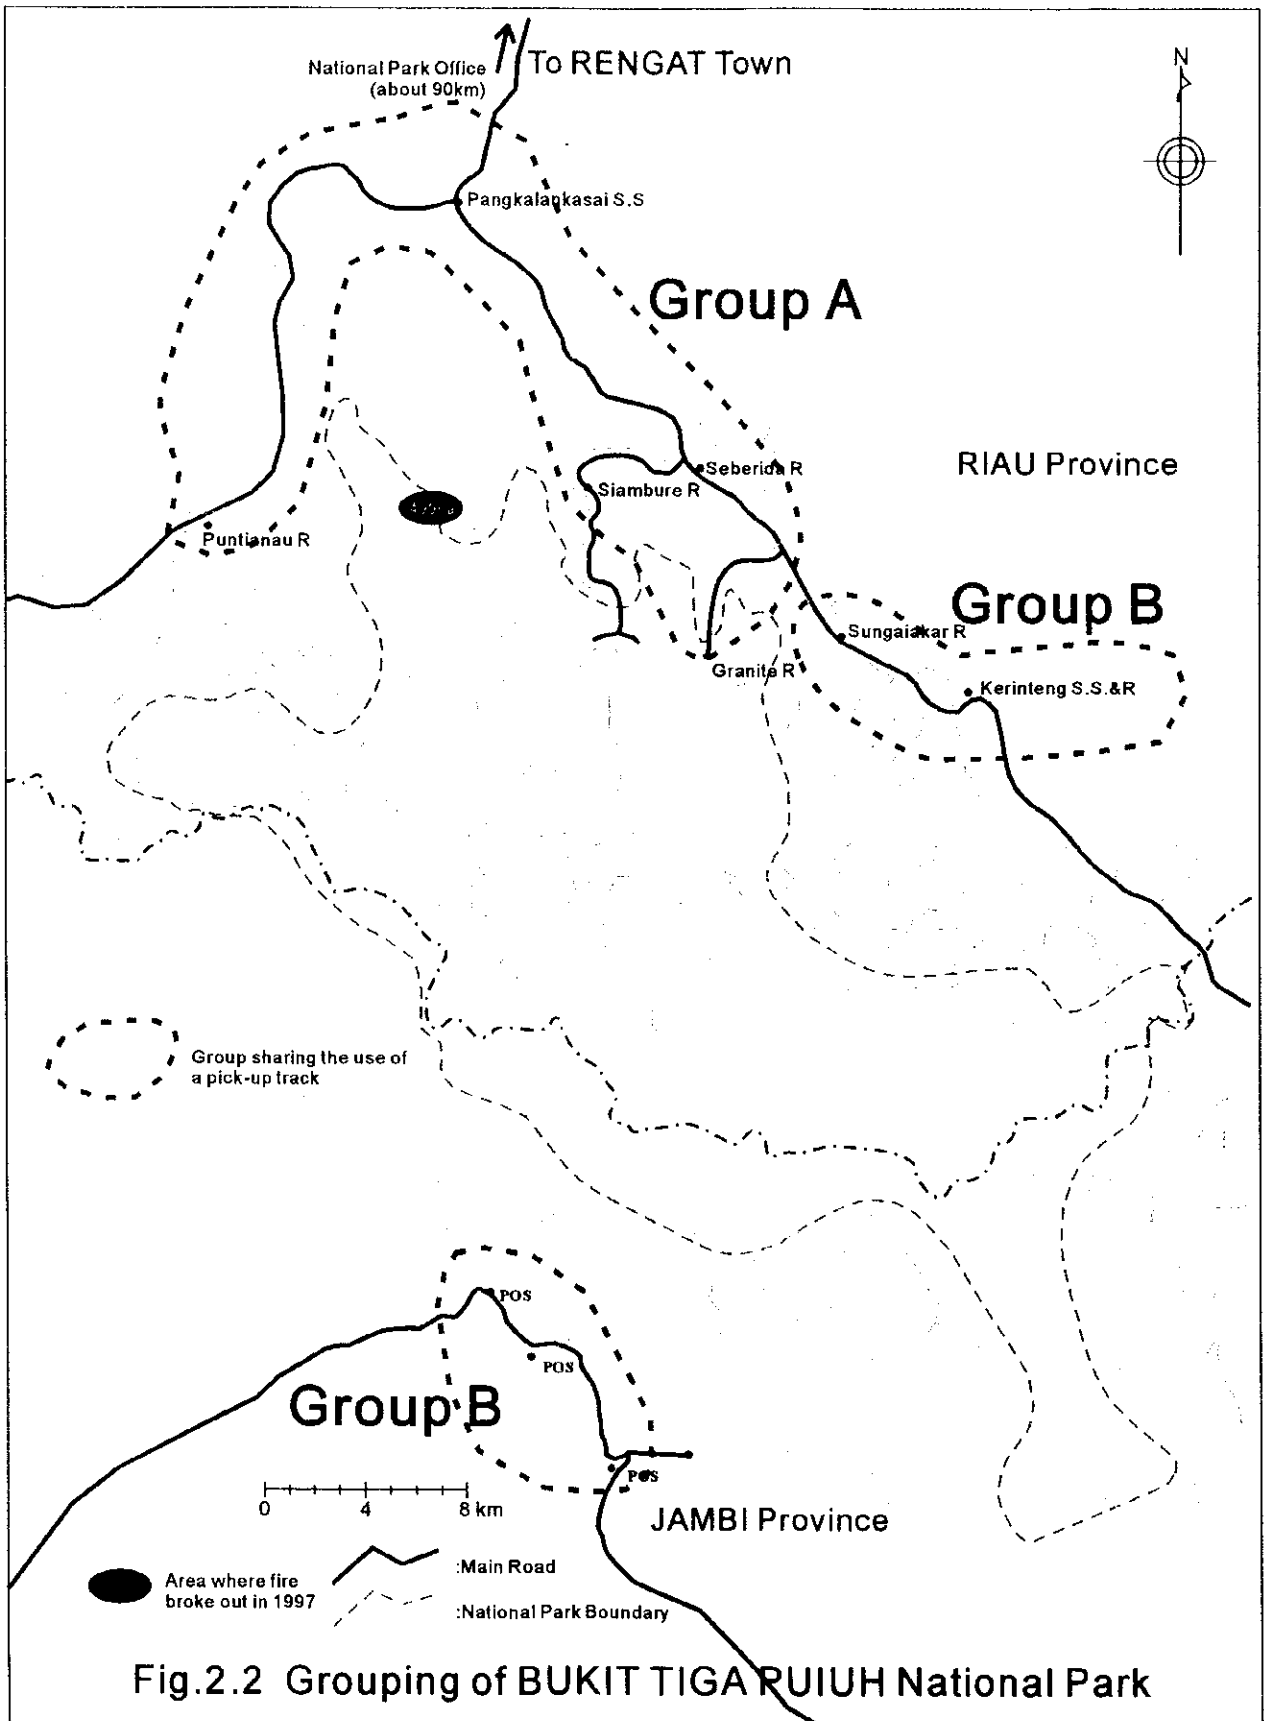 N
National Park Office
(about 90km)
To RENGAT Town
Pangkalankasai S.S
Group A
Seberida R
RIAU Province
Siambure R
Puntianau R
Group B
Sungaiakar R
Granite R
Kerinteng S.S.&R
Group sharing the use of
a pick-up track
POS
POS
Group B
POS
0 4 8 km
JAMBI Province
Area where fire
broke out in 1997
:Main Road
:National Park Boundary
Fig.2.2 Grouping of BUKIT TIGA PUIUH National Park